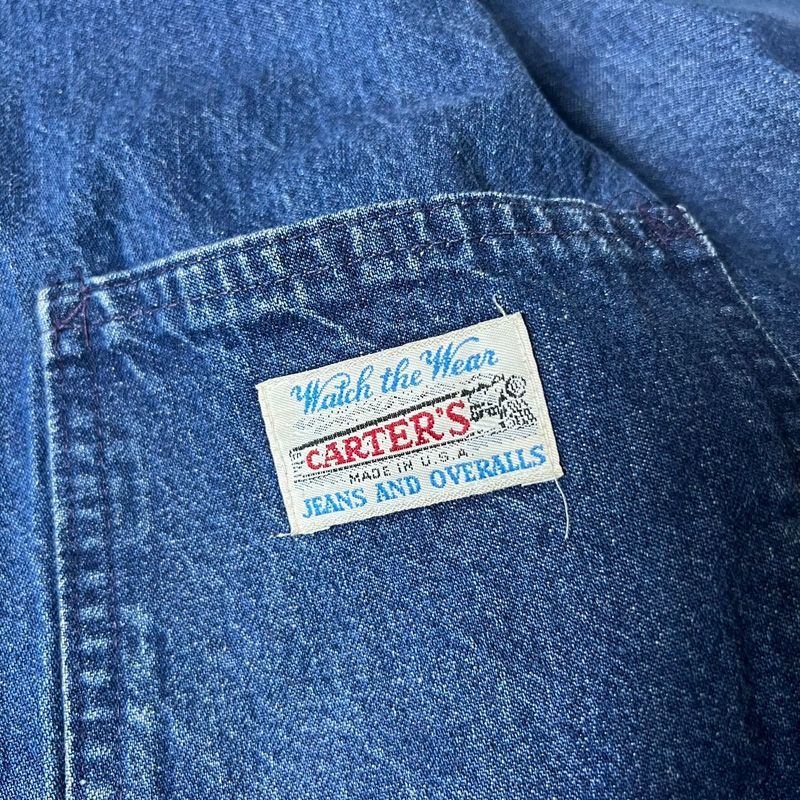 Watch the Wear
CARTER'S
MADE IN U.S.A.
JEANS AND OVERALLS